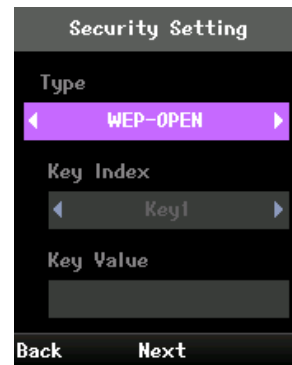 Security Setting
Type
WEP-OPEN
Key Index
Key1
Key Value
Back Next